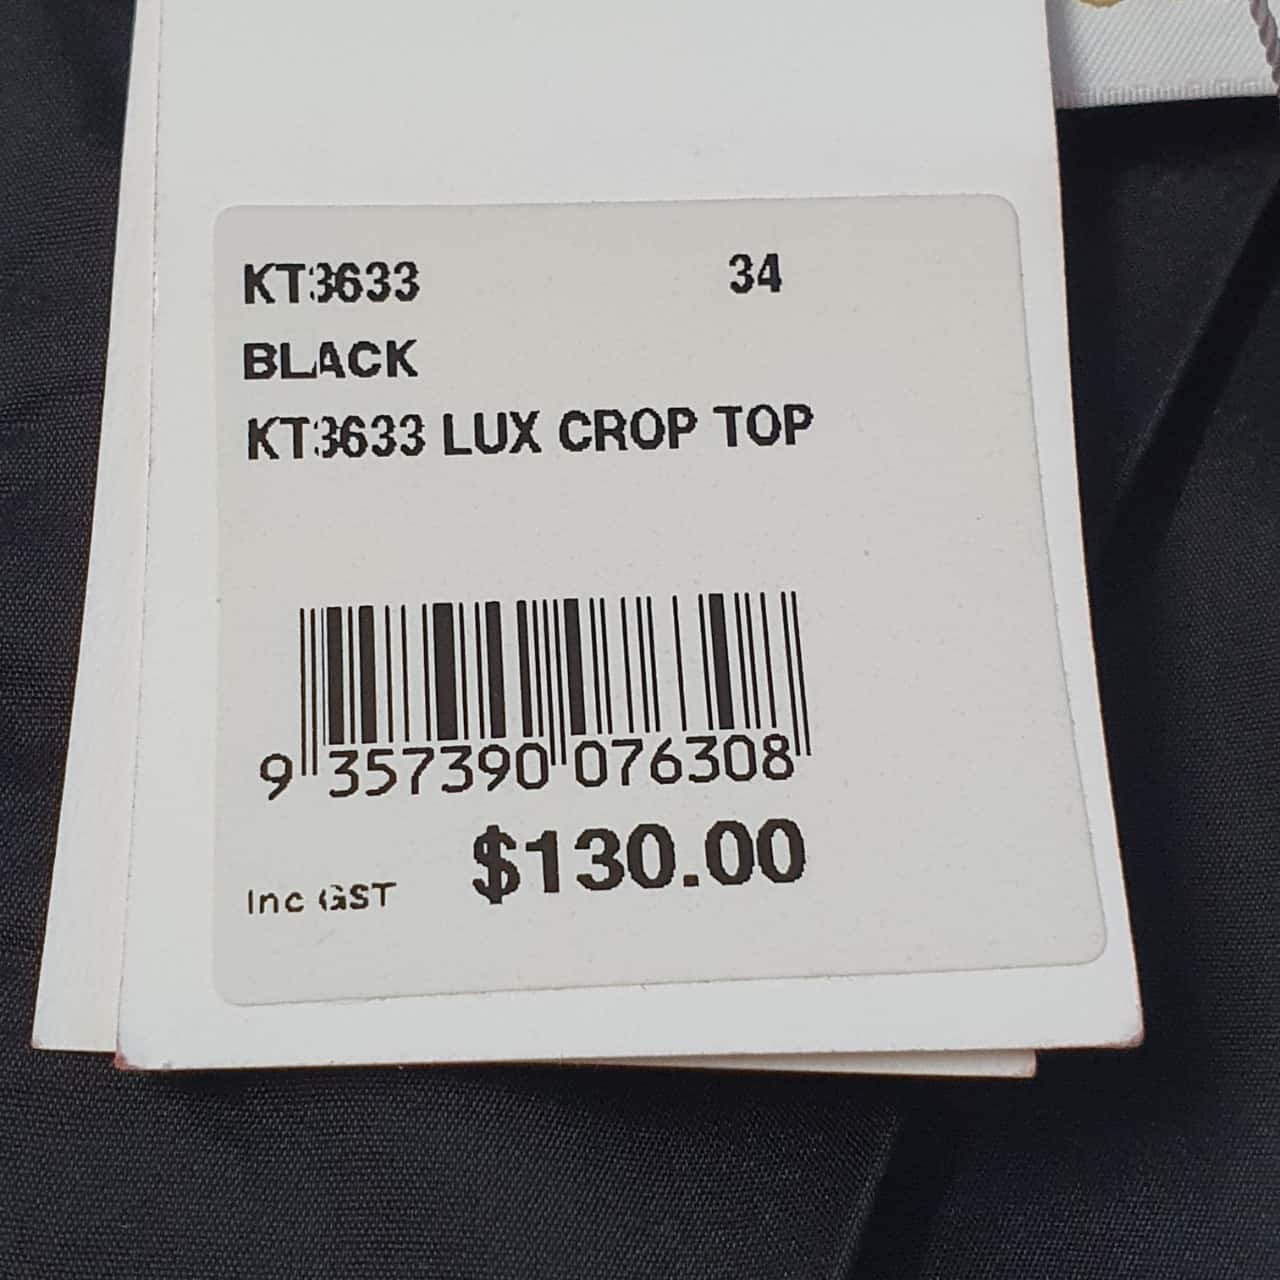 KT3633 34
BLACK
KT3633 LUX CROP TOP
9 357390 076308
Inc GST $130.00